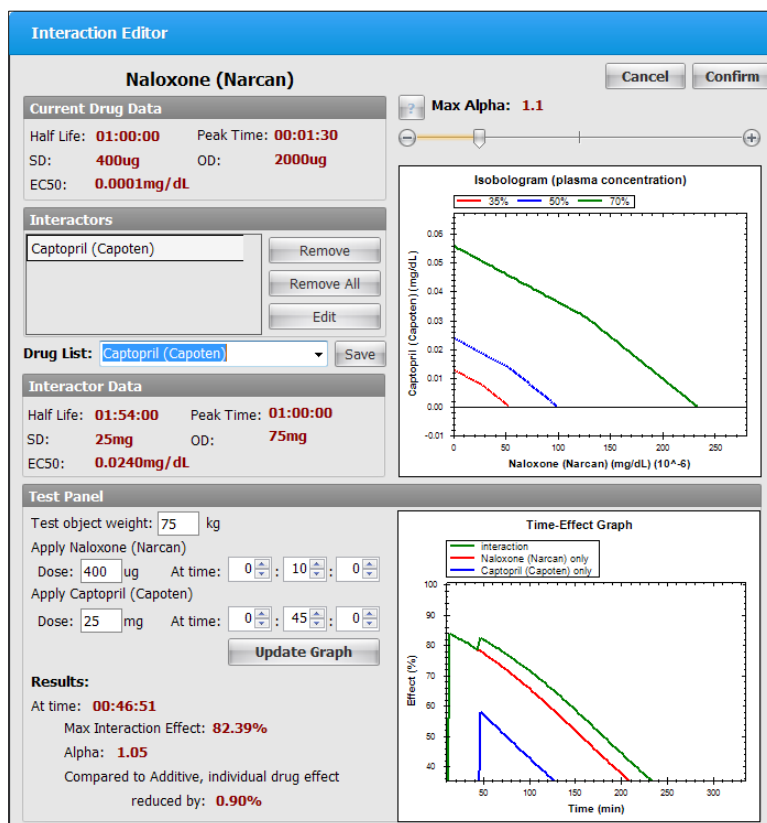 Interaction Editor
Naloxone (Narcan)
Cancel
Confirm
Current Drug Data
Half Life: 01:00:00 Peak Time: 00:01:30
SD: 400ug OD: 2000ug
EC50: 0.0001mg/dL
? Max Alpha: 1.1
Interactors
Captopril (Capoten)
Remove
Remove All
Edit
Drug List: Captopril (Capoten) Save
Interactor Data
Half Life: 01:54:00 Peak Time: 01:00:00
SD: 25mg OD: 75mg
EC50: 0.0240mg/dL
Isobologram (plasma concentration)
35% 50% 70%
Captopril (Capoten) (mg/dL)
0.06
0.05
0.04
0.03
0.02
0.01
0.00
-0.01
0 50 100 150 200 250
Naloxone (Narcan) (mg/dL) (10^-6)
Test Panel
Test object weight: 75 kg
Apply Naloxone (Narcan)
Dose: 400 ug At time: 0 : 10 : 0
Apply Captopril (Capoten)
Dose: 25 mg At time: 0 : 45 : 0
Update Graph
Results:
At time: 00:46:51
Max Interaction Effect: 82.39%
Alpha: 1.05
Compared to Additive, individual drug effect
reduced by: 0.90%
Time-Effect Graph
interaction
Naloxone (Narcan) only
Captopril (Capoten) only
Effect (%)
100
90
80
70
60
50
40
50 100 150 200 250 300
Time (min)